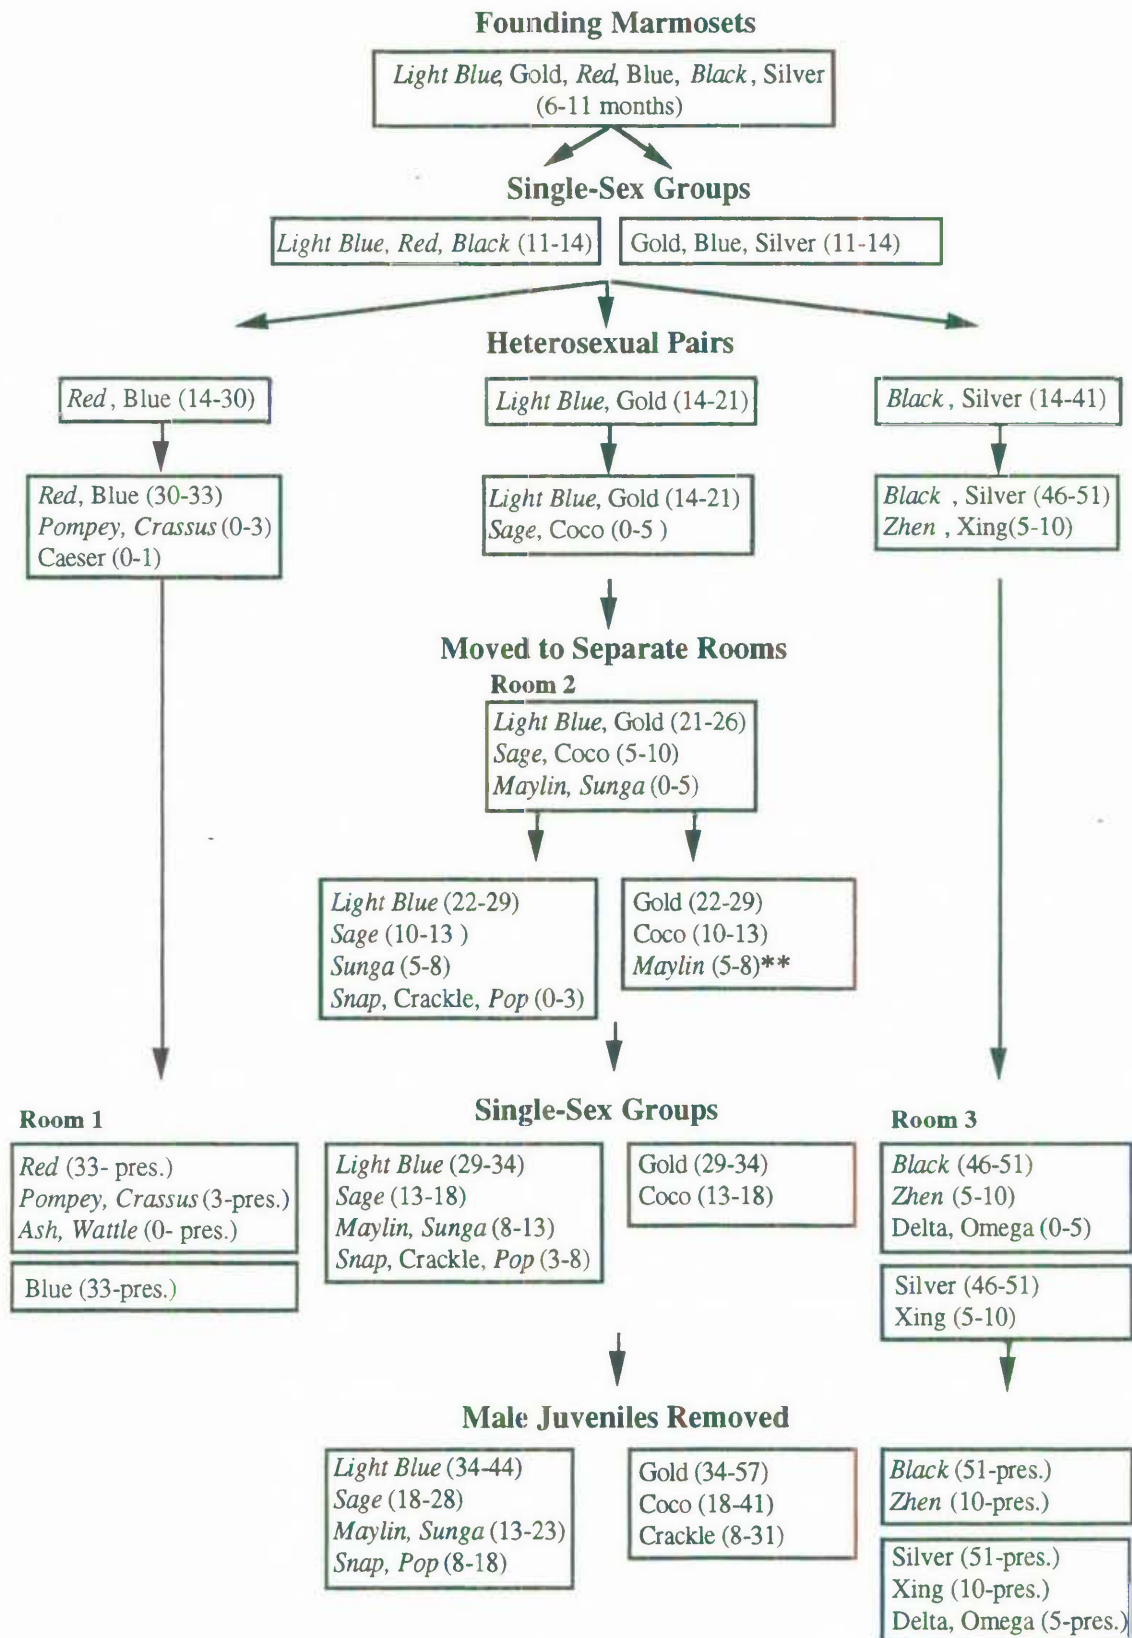 Founding Marmosets
Light Blue, Gold, Red, Blue, Black, Silver
(6-11 months)
Single-Sex Groups
Light Blue, Red, Black (11-14)
Gold, Blue, Silver (11-14)
Heterosexual Pairs
Red, Blue (14-30)
Light Blue, Gold (14-21)
Black, Silver (14-41)
Red, Blue (30-33)
Pompey, Crassus (0-3)
Caeser (0-1)
Light Blue, Gold (14-21)
Sage, Coco (0-5 )
Black , Silver (46-51)
Zhen , Xing(5-10)
Moved to Separate Rooms
Room 2
Light Blue, Gold (21-26)
Sage, Coco (5-10)
Maylin, Sunga (0-5)
Light Blue (22-29)
Sage (10-13 )
Sunga (5-8)
Snap, Crackle, Pop (0-3)
Gold (22-29)
Coco (10-13)
Maylin (5-8)**
Room 1
Red (33- pres.)
Pompey, Crassus (3-pres.)
Ash, Wattle (0- pres.)
Blue (33-pres.)
Single-Sex Groups
Light Blue (29-34)
Sage (13-18)
Maylin, Sunga (8-13)
Snap, Crackle, Pop (3-8)
Gold (29-34)
Coco (13-18)
Room 3
Black (46-51)
Zhen (5-10)
Delta, Omega (0-5)
Silver (46-51)
Xing (5-10)
Male Juveniles Removed
Light Blue (34-44)
Sage (18-28)
Maylin, Sunga (13-23)
Snap, Pop (8-18)
Gold (34-57)
Coco (18-41)
Crackle (8-31)
Black (51-pres.)
Zhen (10-pres.)
Silver (51-pres.)
Xing (10-pres.)
Delta, Omega (5-pres.)